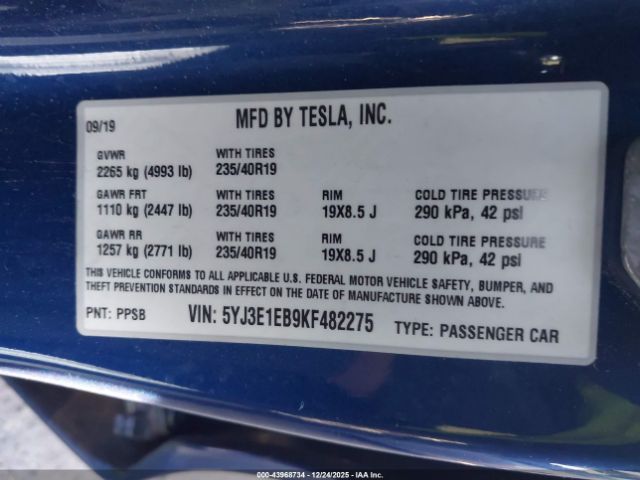 09/19 MFD BY TESLA, INC.
GVWR WITH TIRES
2265 kg (4993 lb) 235/40R19
GAWR FRT WITH TIRES RIM COLD TIRE PRESSURE
1110 kg (2447 lb) 235/40R19 19X8.5 J 290 kPa, 42 psi
GAWR RR WITH TIRES RIM COLD TIRE PRESSURE
1257 kg (2771 lb) 235/40R19 19X8.5 J 290 kPa, 42 psi
THIS VEHICLE CONFORMS TO ALL APPLICABLE U.S. FEDERAL MOTOR VEHICLE SAFETY, BUMPER, AND
THEFT PREVENTION STANDARDS IN EFFECT ON THE DATE OF MANUFACTURE SHOWN ABOVE.
PNT: PPSB VIN: 5YJ3E1EB9KF482275 TYPE: PASSENGER CAR
© - 43968734 - 12/24/2025 - IAA Inc.